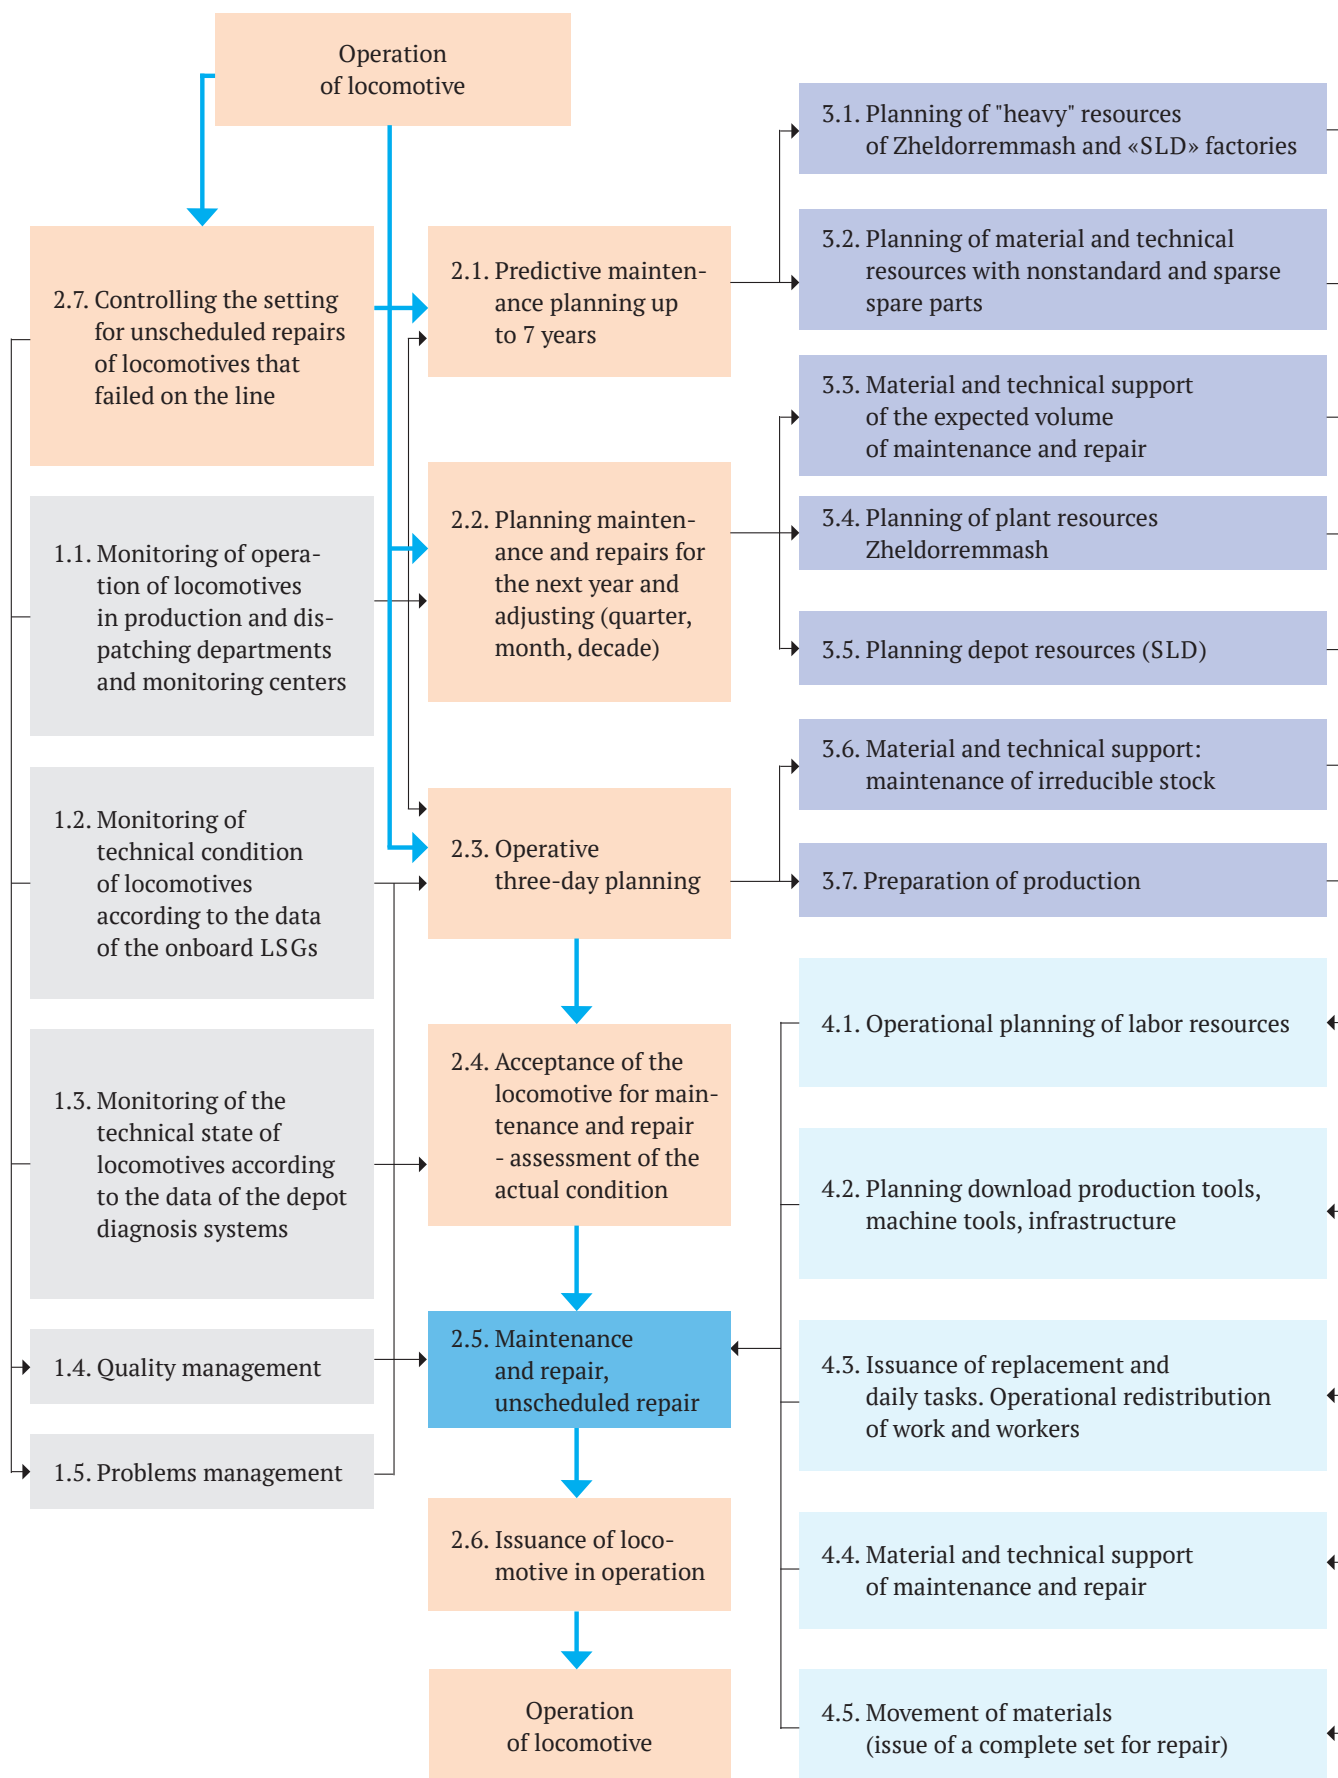 Operation
of locomotive
2.7. Controlling the setting
for unscheduled repairs
of locomotives that
failed on the line
1.1. Monitoring of opera-
tion of locomotives
in production and dis-
patching departments
and monitoring centers
1.2. Monitoring of
technical condition
of locomotives
according to the data
of the onboard LSGs
1.3. Monitoring of the
technical state of
locomotives according
to the data of the depot
diagnosis systems
1.4. Quality management
1.5. Problems management
2.1. Predictive mainten-
ance planning up
to 7 years
2.2. Planning mainten-
ance and repairs for
the next year and
adjusting (quarter,
month, decade)
2.3. Operative
three-day planning
2.4. Acceptance of the
locomotive for main-
tenance and repair
- assessment of the
actual condition
2.5. Maintenance
and repair,
unscheduled repair
2.6. Issuance of loco-
motive in operation
Operation
of locomotive
3.1. Planning of "heavy" resources
of Zheldorremmash and «SLD» factories
3.2. Planning of material and technical
resources with nonstandard and sparse
spare parts
3.3. Material and technical support
of the expected volume
of maintenance and repair
3.4. Planning of plant resources
Zheldorremmash
3.5. Planning depot resources (SLD)
3.6. Material and technical support:
maintenance of irreducible stock
3.7. Preparation of production
4.1. Operational planning of labor resources
4.2. Planning download production tools,
machine tools, infrastructure
4.3. Issuance of replacement and
daily tasks. Operational redistribution
of work and workers
4.4. Material and technical support
of maintenance and repair
4.5. Movement of materials
(issue of a complete set for repair)